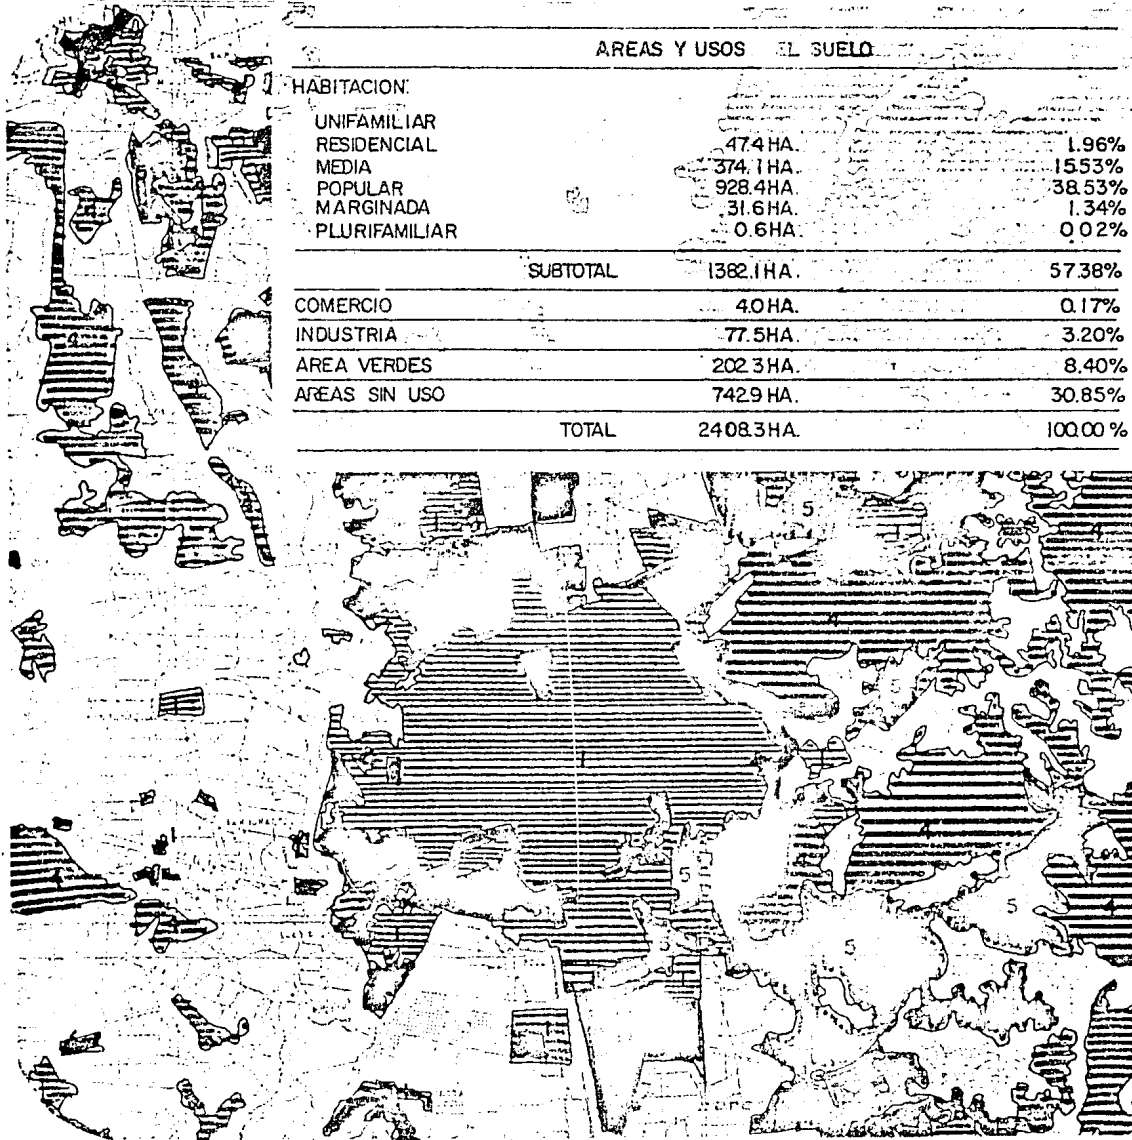 AREAS Y USOS EL SUELO
HABITACION:
UNIFAMILIAR
RESIDENCIAL 47.4 HA. 1.96%
MEDIA 374.1 HA. 15.53%
POPULAR 928.4 HA. 38.53%
MARGINADA 31.6 HA. 1.34%
PLURIFAMILIAR 0.6 HA. 0.02%
SUBTOTAL 1382.1 HA. 57.38%
COMERCIO 4.0 HA. 0.17%
INDUSTRIA 77.5 HA. 3.20%
AREA VERDES 202.3 HA. 8.40%
AREAS SIN USO 742.9 HA. 30.85%
TOTAL 2408.3 HA. 100.00 %
5
4
4
1
4
5
5
5
4